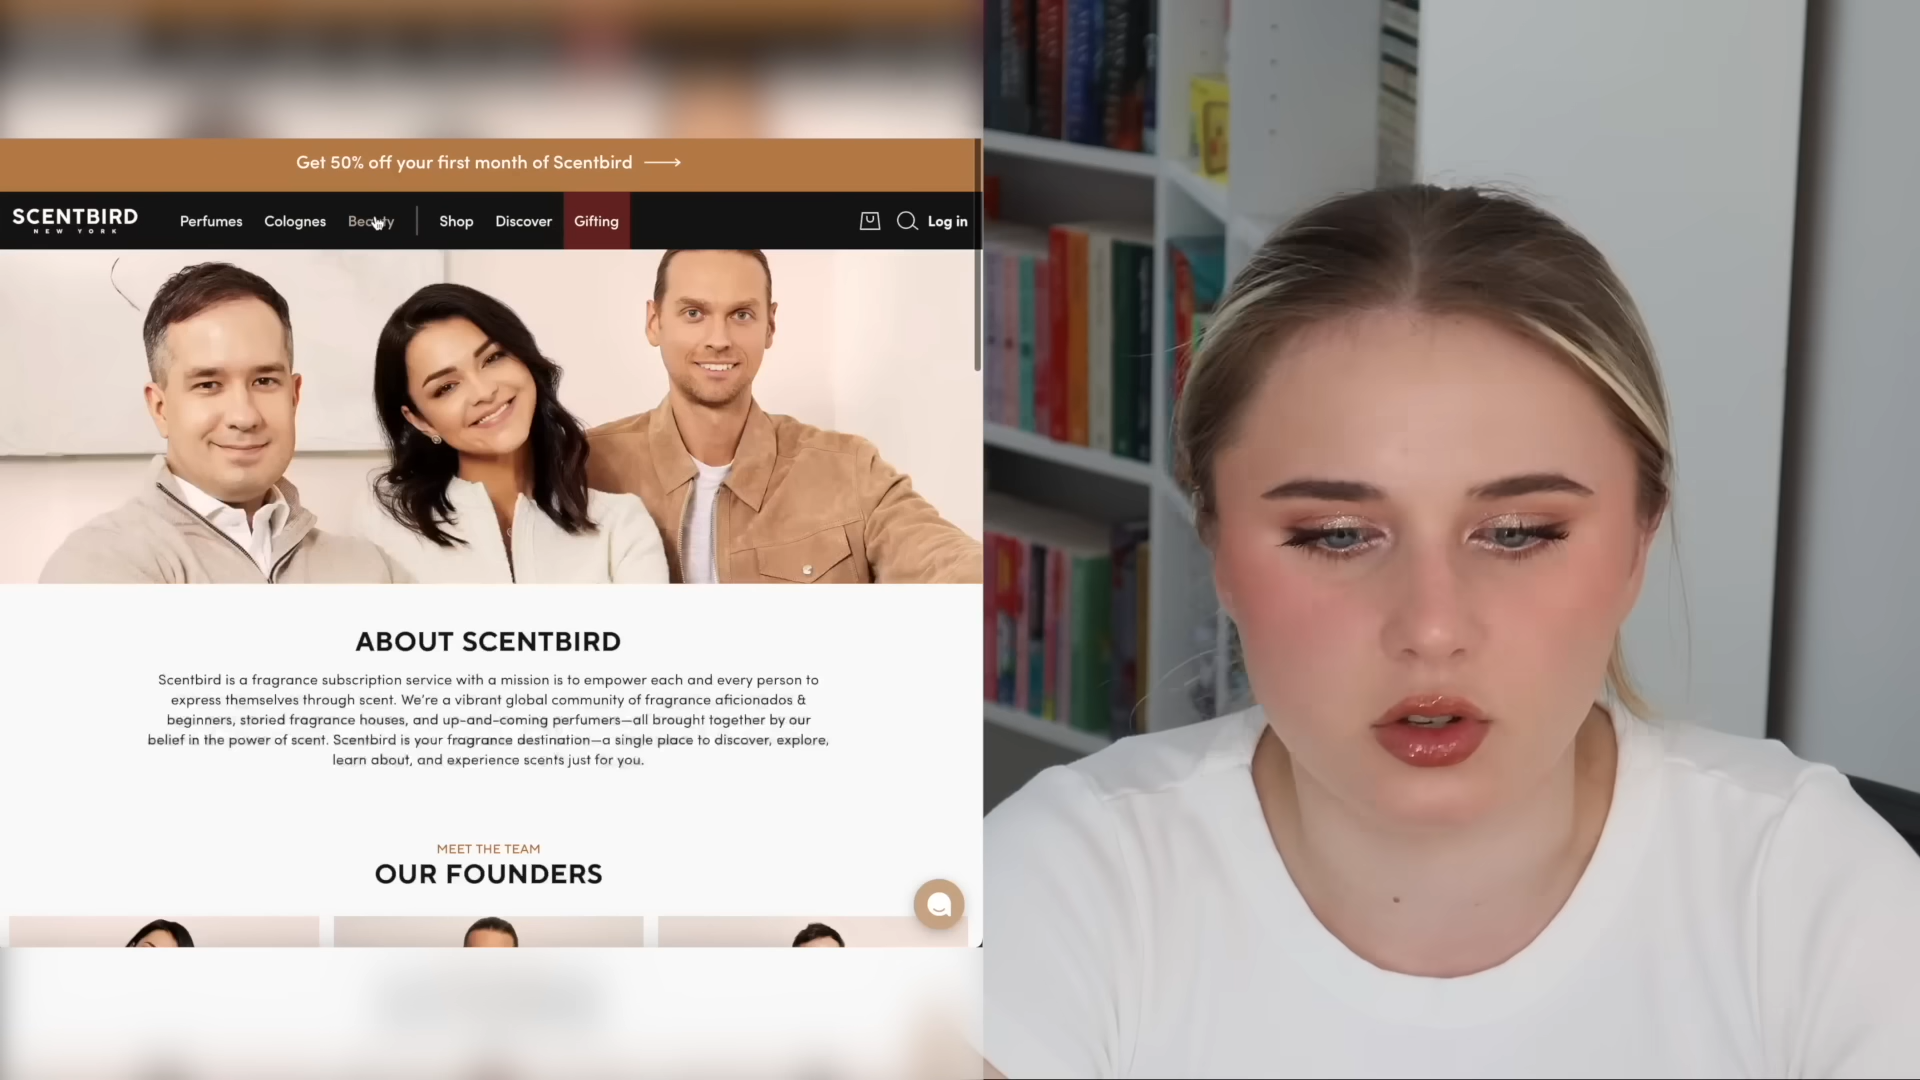 Get 50% off your first month of Scentbird
SCENTBIRD
NEW YORK
Perfumes
Colognes
Beauty
Shop
Discover
Gifting
Log in
ABOUT SCENTBIRD
Scentbird is a fragrance subscription service with a mission is to empower each and every person to
express themselves through scent. We’re a vibrant global community of fragrance aficionados &
beginners, storied fragrance houses, and up-and-coming perfumers—all brought together by our
belief in the power of scent. Scentbird is your fragrance destination—a single place to discover, explore,
learn about, and experience scents just for you.
MEET THE TEAM
OUR FOUNDERS